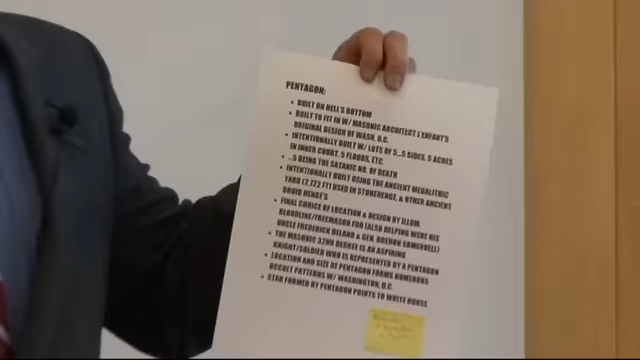 PENTAGON:
• BUILT ON HELL'S BOTTOM
• BUILT TO FIT IN W/ MASONIC ARCHITECT L'ENFANT'S
ORIGINAL DESIGN OF WASH. D.C.
• INTENTIONALLY BUILT W/ LOTS OF 5...5 SIDES, 5 ACRES
IN INNER COURT, 5 FLOORS, ETC.
• ...5 BEING THE SATANIC NO. OF DEATH
• INTENTIONALLY BUILT USING THE ANCIENT MEGALITHIC
YARD (2.722 FT) USED IN STONEHENGE, & OTHER ANCIENT
DRUID HENGE'S
• FINAL CHOICE OF LOCATION & DESIGN BY ILLUM.
BLOODLINE/FREEMASON FDR (ALSO HELPING WERE HIS
UNCLE FREDERICK DELANO & GEN. BREHON SOMERVELL)
• THE MASONIC 32ND DEGREE IS AN ASPIRING
KNIGHT/SOLDIER WHO IS REPRESENTED BY A PENTAGON
• LOCATION AND SIZE OF PENTAGON FORMS NUMEROUS
OCCULT PATTERNS W/ WASHINGTON, D.C.
• STAR FORMED BY PENTAGON POINTS TO WHITE HOUSE.